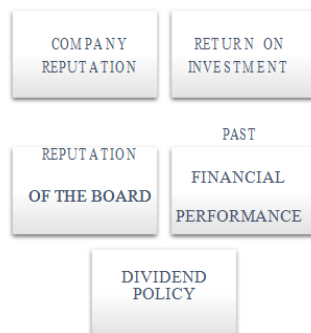 COMPANY
REPUTATION
RETURN ON
INVESTMENT
REPUTATION
OF THE BOARD
PAST
FINANCIAL
PERFORMANCE
DIVIDEND
POLICY